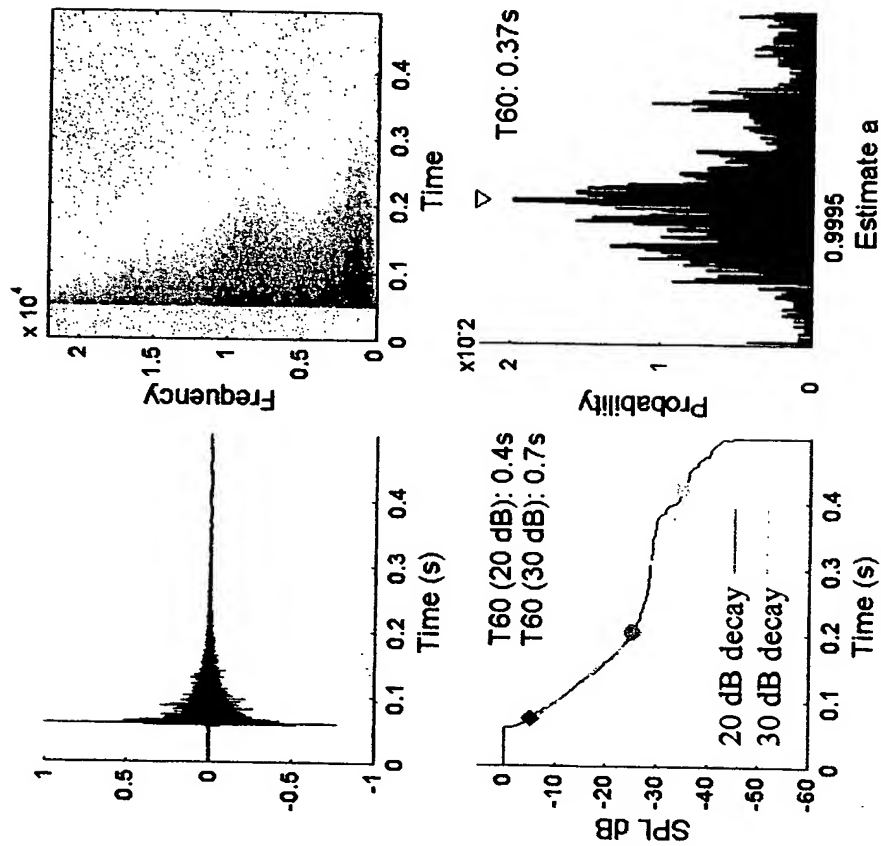 1
0.5
0
-0.5
-1
0
0.1
0.2
0.3
0.4
Time (s)
x 10^4
2
1.5
1
0.5
0
Frequency
0
0.1
0.2
0.3
0.4
Time
0
-10
-20
-30
-40
-50
-60
SPL dB
T60 (20 dB): 0.4s
T60 (30 dB): 0.7s
20 dB decay
30 dB decay
0
0.1
0.2
0.3
0.4
Time (s)
x10^-2
2
1
0
Probability
T60: 0.37s
0.9995
Estimate a